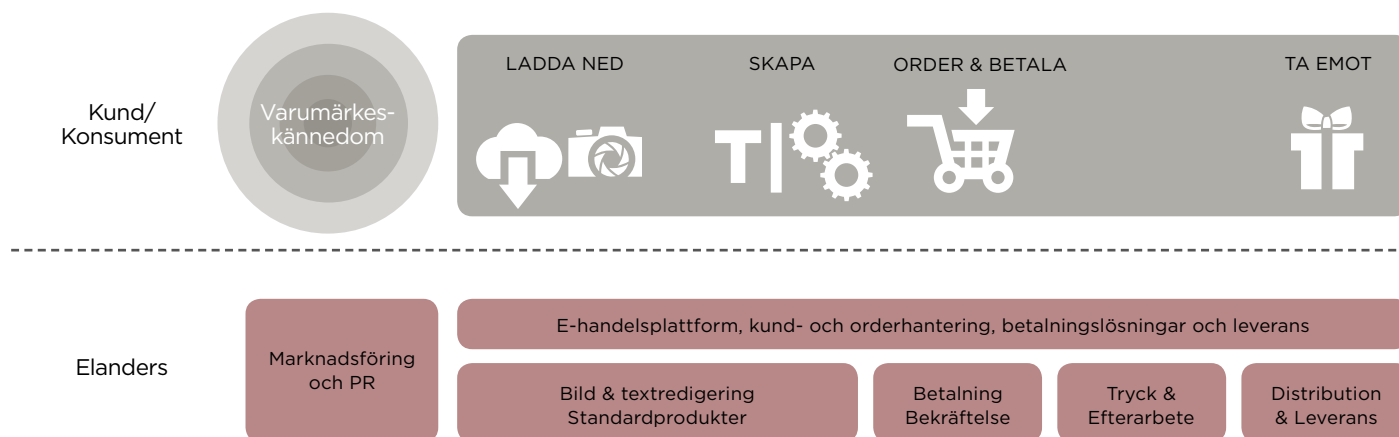 LADDA NED
SKAPA
ORDER & BETALA
TA EMOT
Kund/
Konsument
Varumärkes-
kännedom
Elanders
Marknadsföring
och PR
E-handelsplattform, kund- och orderhantering, betalningslösningar och leverans
Bild & textredigering
Standardprodukter
Betalning
Bekräftelse
Tryck &
Efterarbete
Distribution
& Leverans